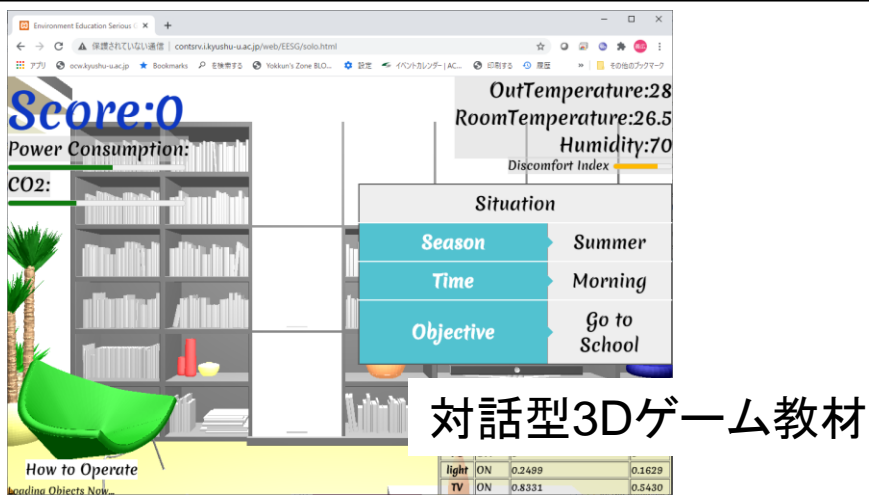 Environment Education Serious G
保護されていない通信 | contsrv.i.kyushu-u.ac.jp/web/EESG/solo.html
アプリ ocw.kyushu-u.ac.jp Bookmarks を検索する Yokkun's Zone BLO... 設定 イベントカレンダー | AC... 印刷する 履歴 » その他のブックマーク
Score:0
Power Consumption:
CO2:
OutTemperature:28
RoomTemperature:26.5
Humidity:70
Discomfort Index
Situation
Season Summer
Time Morning
Objective Go to School
対話型3Dゲーム教材
How to Operate
Loading Objects Now...
light ON 0.2499 0.1629
TV ON 0.8331 0.5430